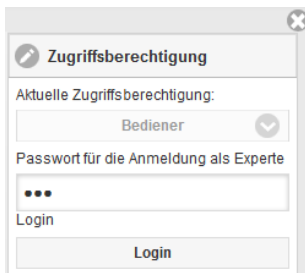 Zugriffsberechtigung
Aktuelle Zugriffsberechtigung:
Bediener
Passwort für die Anmeldung als Experte
•••
Login
Login